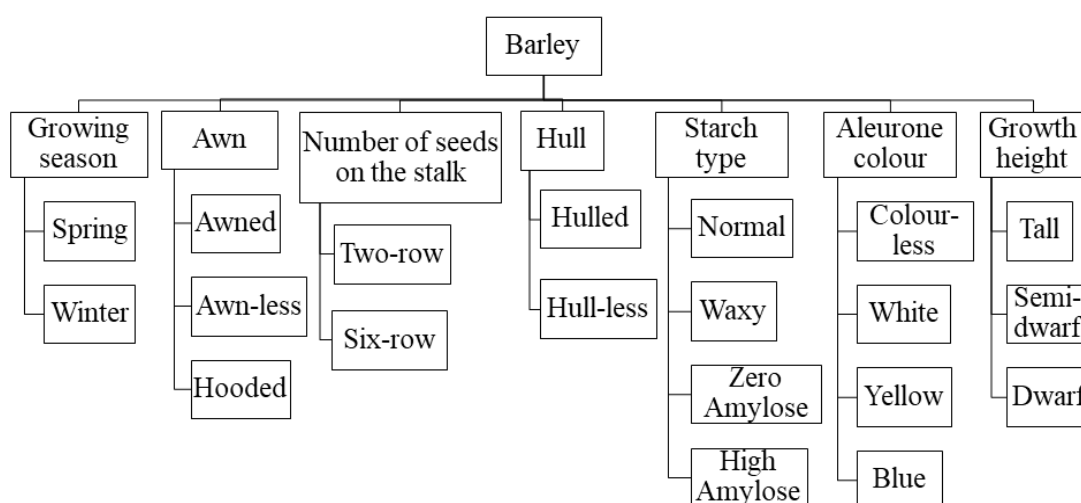 Barley
Growing
season
Spring
Winter
Awn
Awned
Awn-less
Hooded
Number of seeds
on the stalk
Two-row
Six-row
Hull
Hulled
Hull-less
Starch
type
Normal
Waxy
Zero
Amylose
High
Amylose
Aleurone
colour
Colour-
less
White
Yellow
Blue
Growth
height
Tall
Semi-
dwarf
Dwarf